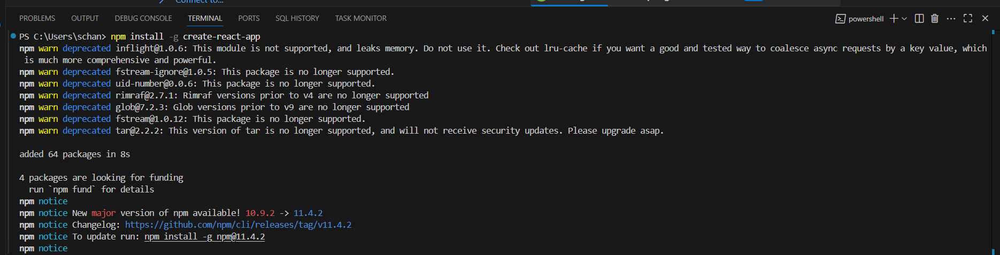 Connect to...
PROBLEMS OUTPUT DEBUG CONSOLE TERMINAL PORTS SQL HISTORY TASK MONITOR powershell
PS C:\Users\schan> npm install -g create-react-app
npm warn deprecated inflight@1.0.6: This module is not supported, and leaks memory. Do not use it. Check out lru-cache if you want a good and tested way to coalesce async requests by a key value, which
is much more comprehensive and powerful.
npm warn deprecated fstream-ignore@1.0.5: This package is no longer supported.
npm warn deprecated uid-number@0.0.6: This package is no longer supported.
npm warn deprecated rimraf@2.7.1: Rimraf versions prior to v4 are no longer supported
npm warn deprecated glob@7.2.3: Glob versions prior to v9 are no longer supported
npm warn deprecated fstream@1.0.12: This package is no longer supported.
npm warn deprecated tar@2.2.2: This version of tar is no longer supported, and will not receive security updates. Please upgrade asap.
added 64 packages in 8s
4 packages are looking for funding
run `npm fund` for details
npm notice
npm notice New major version of npm available! 10.9.2 -> 11.4.2
npm notice Changelog: https://github.com/npm/cli/releases/tag/v11.4.2
npm notice To update run: npm install -g npm@11.4.2
npm notice